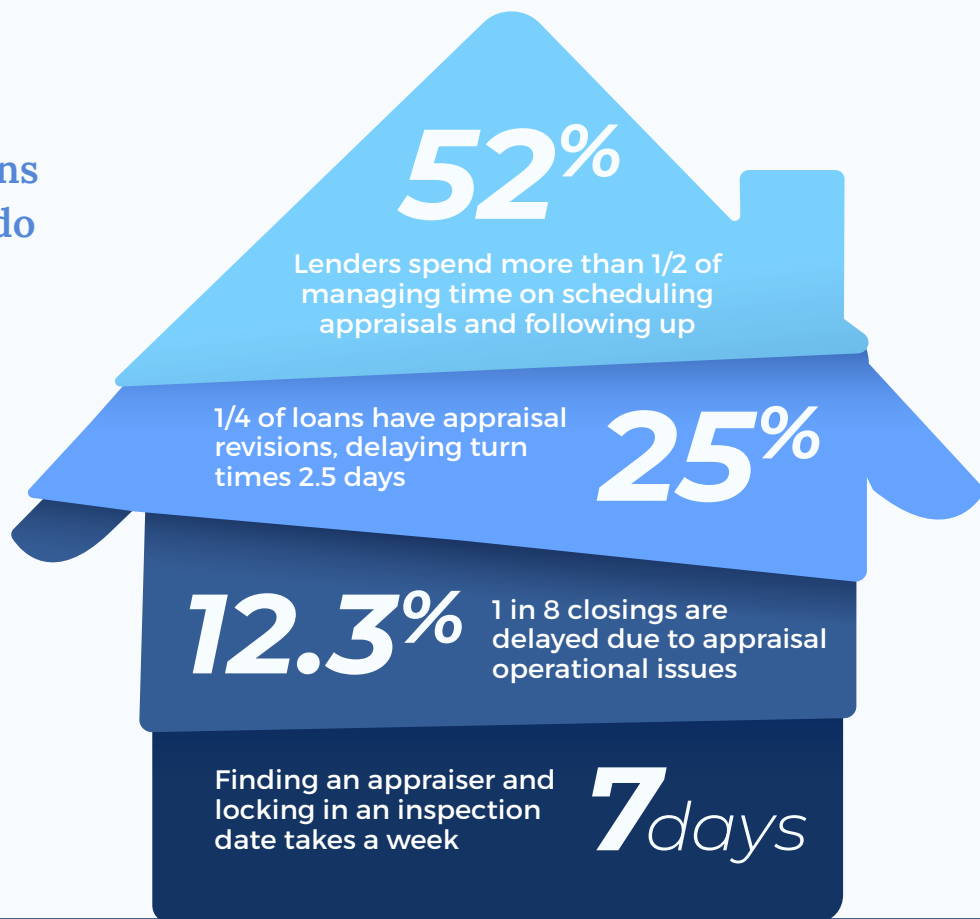 do
52%
Lenders spend more than 1/2 of
managing time on scheduling
appraisals and following up
1/4 of loans have appraisal
revisions, delaying turn
times 2.5 days
25%
12.3%
1 in 8 closings are
delayed due to appraisal
operational issues
Finding an appraiser and
locking in an inspection
date takes a week
7days